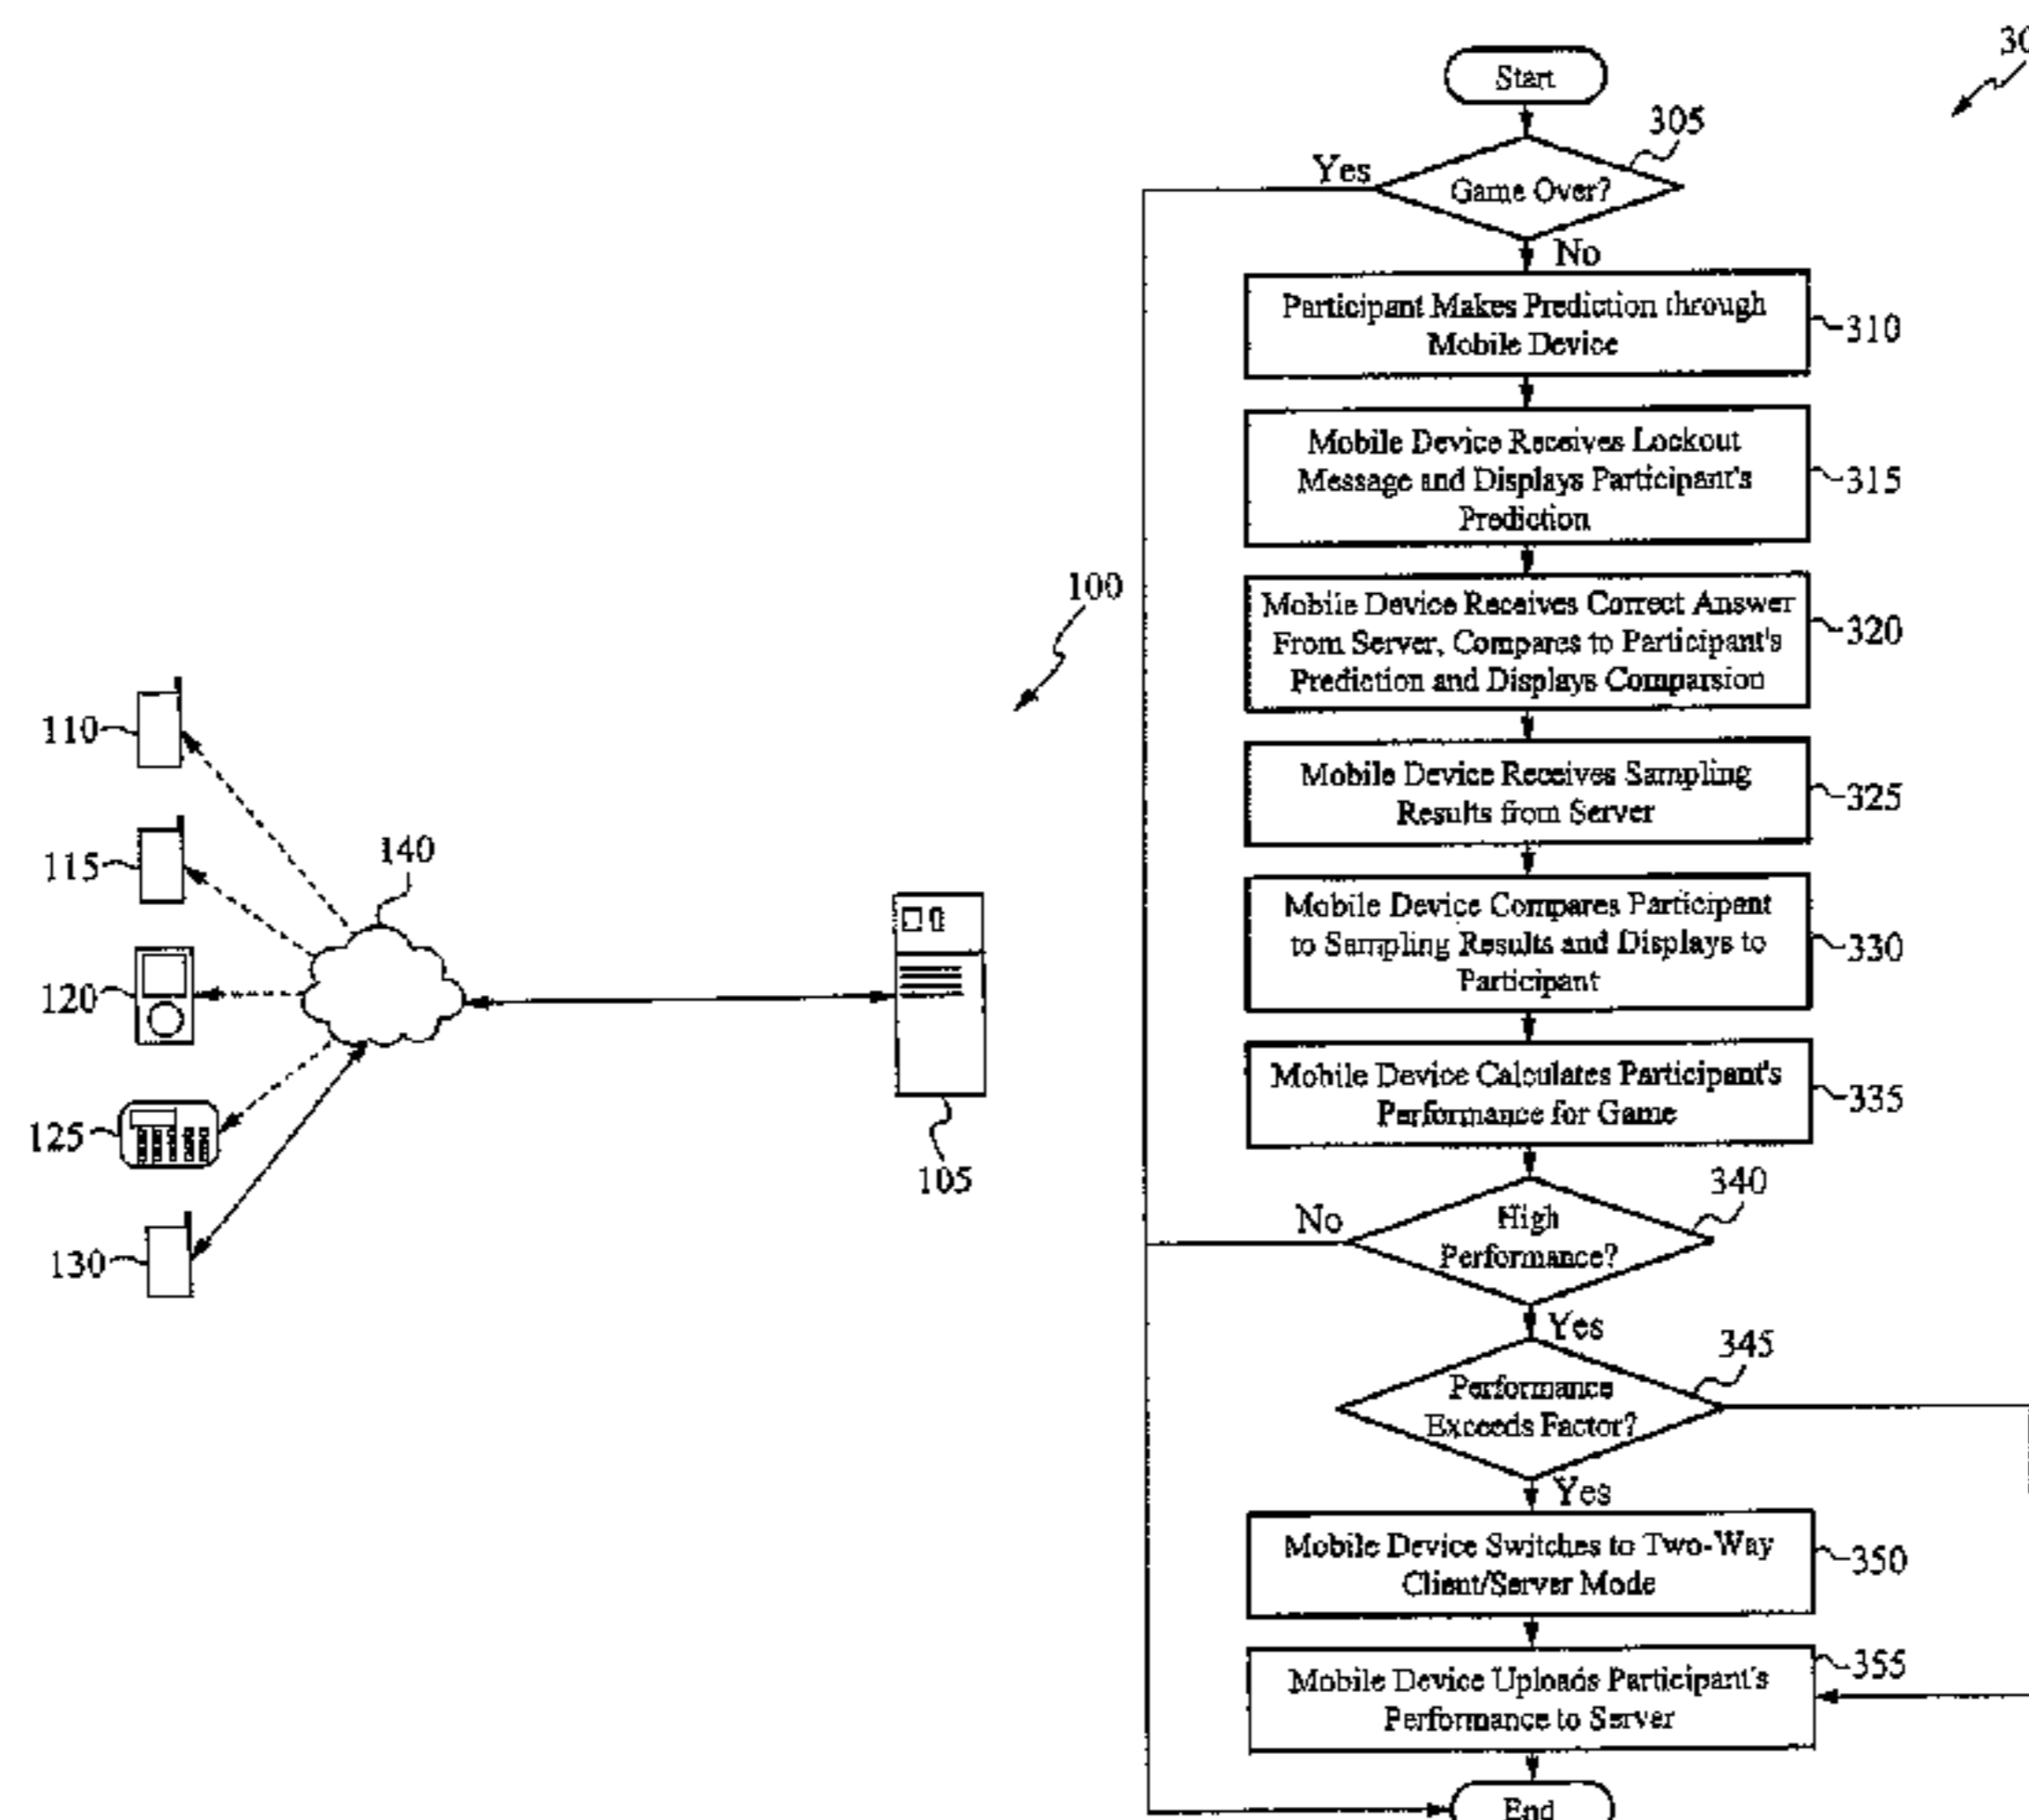 100
110
115
120
125
130
140
105
30
Start
305
Yes
Game Over?
No
Participant Makes Prediction through
Mobile Device
310
Mobile Device Receives Lockout
Message and Displays Participant's
Prediction
315
Mobile Device Receives Correct Answer
From Server, Compares to Participant's
Prediction and Displays Comparsion
320
Mobile Device Receives Sampling
Results from Server
325
Mobile Device Compares Participant
to Sampling Results and Displays to
Participant
330
Mobile Device Calculates Participant's
Performance for Game
335
340
No
High
Performance?
Yes
345
Performance
Exceeds Factor?
Yes
Mobile Device Switches to Two-Way
Client/Server Mode
350
Mobile Device Uploads Participant's
Performance to Server
355
End